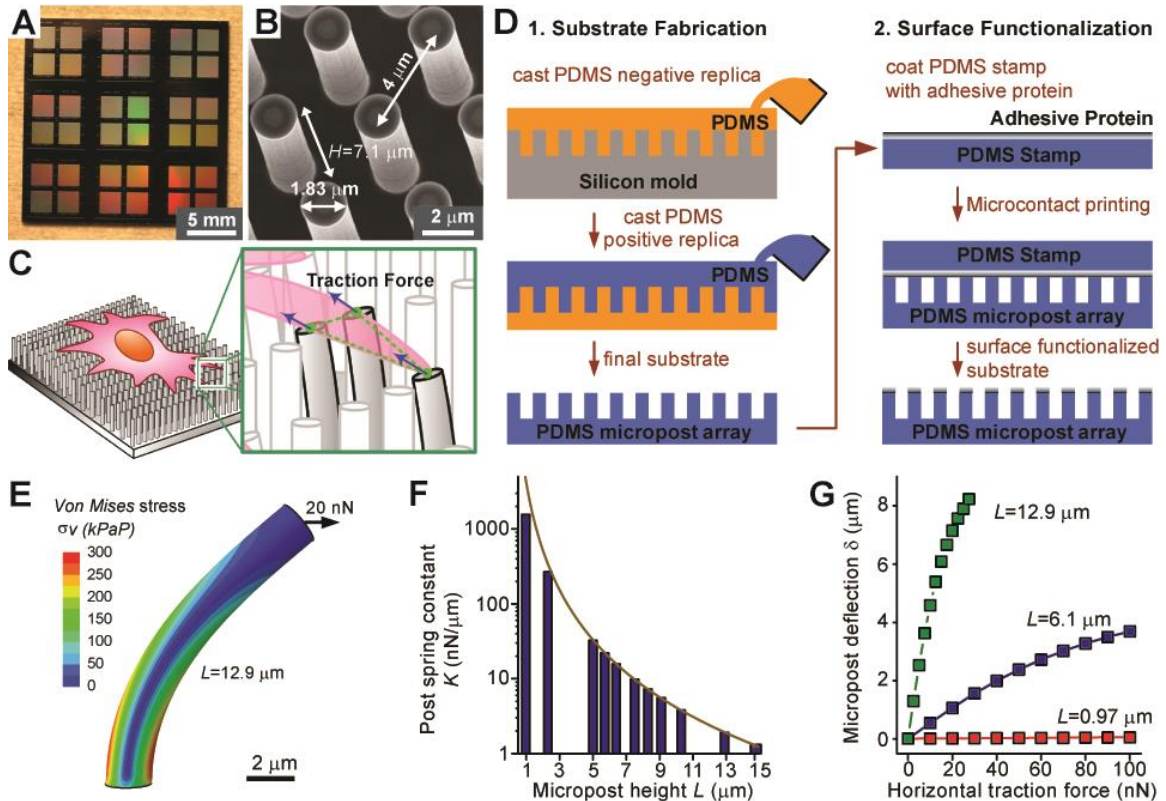 A
5 mm
B
4 μm
H=7.1 μm
1.83 μm
2 μm
C
Traction Force
D
1. Substrate Fabrication
cast PDMS negative replica
PDMS
Silicon mold
cast PDMS
positive replica
PDMS
final substrate
PDMS micropost array
2. Surface Functionalization
coat PDMS stamp
with adhesive protein
Adhesive Protein
PDMS Stamp
Microcontact printing
PDMS Stamp
PDMS micropost array
surface functionalized
substrate
PDMS micropost array
E
Von Mises stress
σv (kPaP)
300
250
200
150
100
50
0
20 nN
L=12.9 μm
2 μm
F
Post spring constant
K (nN/μm)
1000
100
10
1
1 3 5 7 9 11 13 15
Micropost height L (μm)
G
Micropost deflection δ (μm)
8
6
4
2
0
L=12.9 μm
L=6.1 μm
L=0.97 μm
0 20 40 60 80 100
Horizontal traction force (nN)